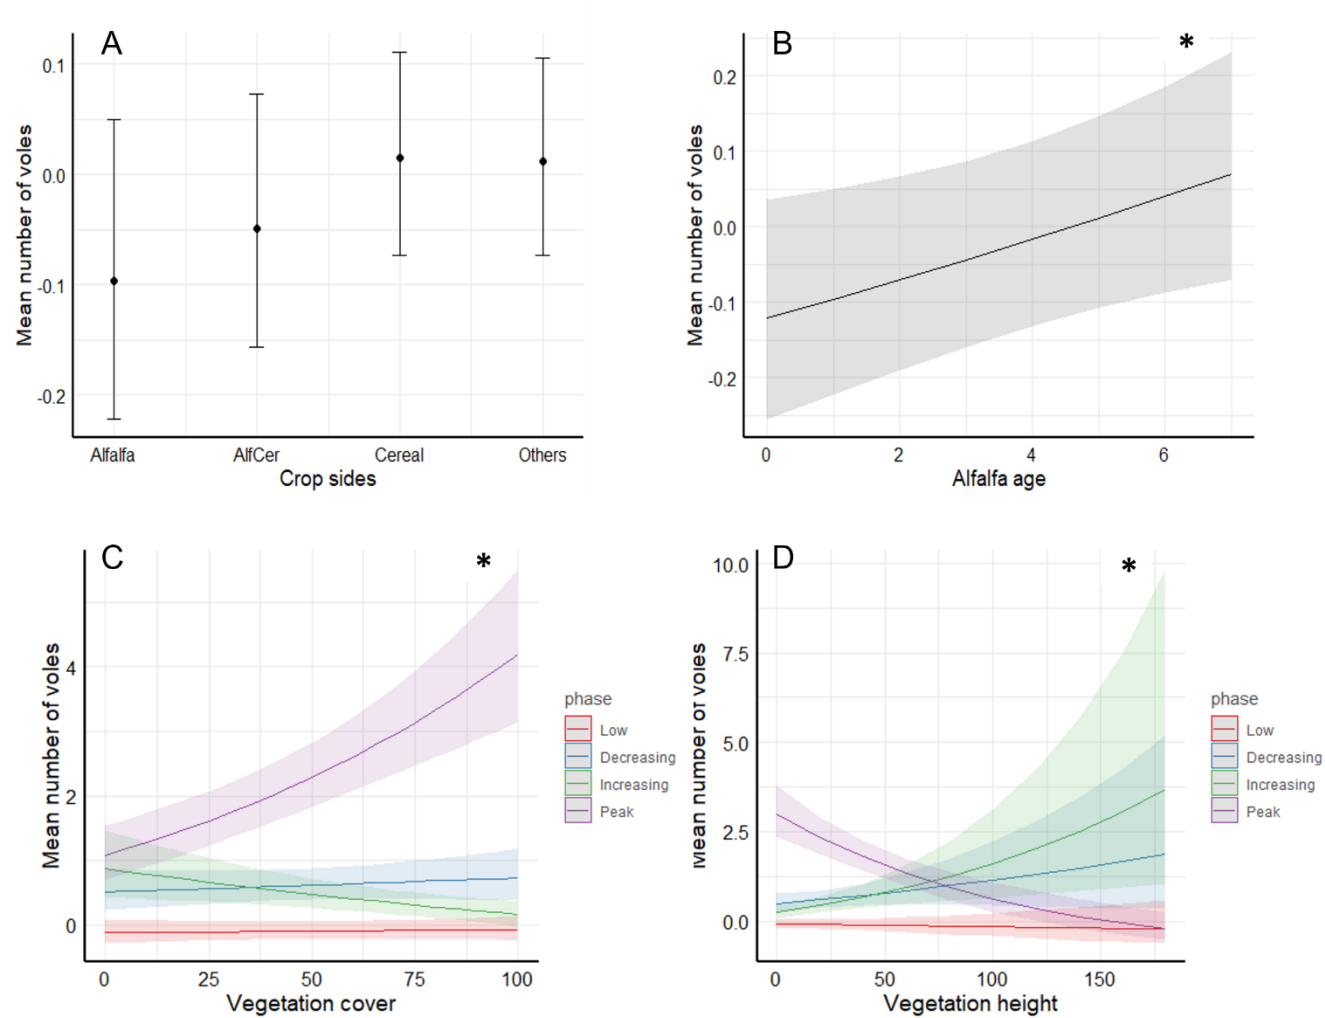 A
Mean number of voles
0.1
0.0
-0.1
-0.2
Alfalfa AlfCer Cereal Others
Crop sides
B
*
Mean number of voles
0.2
0.1
0.0
-0.1
-0.2
0 2 4 6
Alfalfa age
C
*
Mean number of voles
4
2
0
0 25 50 75 100
Vegetation cover
phase
Low
Decreasing
Increasing
Peak
D
*
Mean number of voles
10.0
7.5
5.0
2.5
0.0
0 50 100 150
Vegetation height
phase
Low
Decreasing
Increasing
Peak